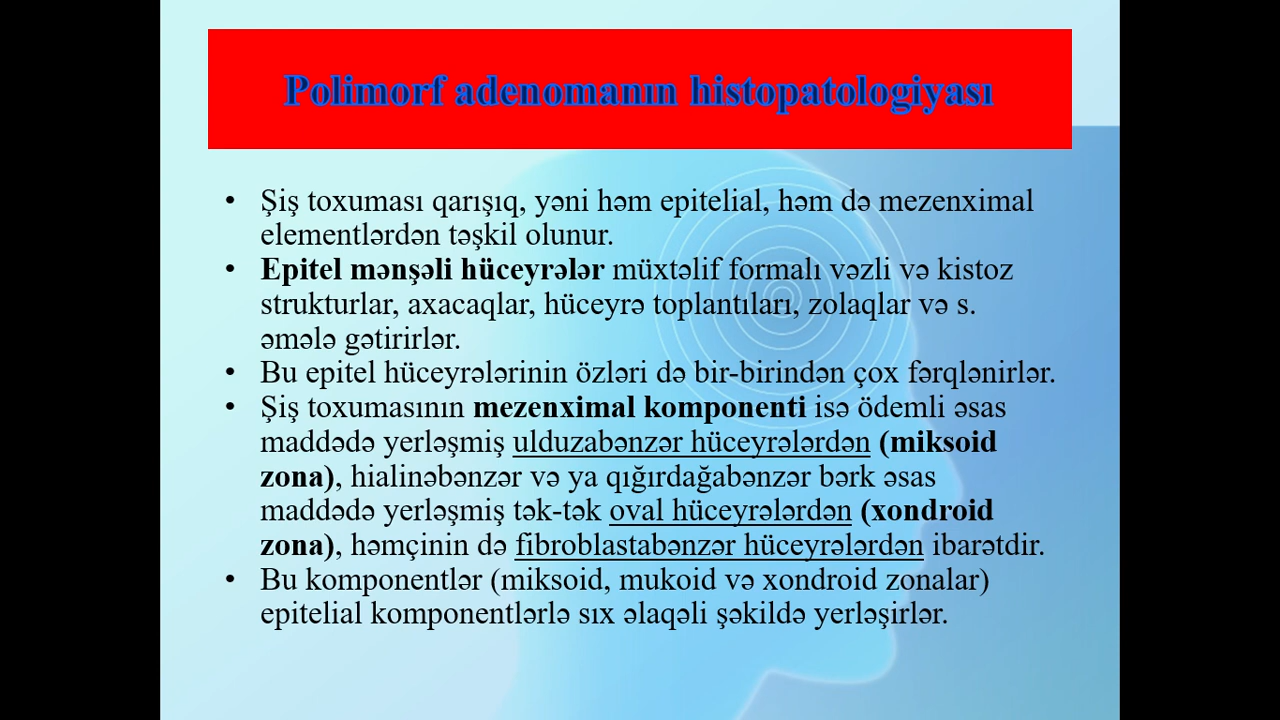 Polimorf adenomanın histopatologiyası
• Şiş toxuması qarışıq, yəni həm epitelial, həm də mezenximal
elementlərdən təşkil olunur.
• Epitel mənşəli hüceyrələr müxtəlif formalı vəzli və kistoz
strukturlar, axacaqlar, hüceyrə toplantıları, zolaqlar və s.
əmələ gətirirlər.
• Bu epitel hüceyrələrinin özləri də bir-birindən çox fərqlənirlər.
• Şiş toxumasının mezenximal komponenti isə ödemli əsas
maddədə yerləşmiş ulduzabənzər hüceyrələrdən (miksoid
zona), hialinəbənzər və ya qığırdağabənzər bərk əsas
maddədə yerləşmiş tək-tək oval hüceyrələrdən (xondroid
zona), həmçinin də fibroblastabənzər hüceyrələrdən ibarətdir.
• Bu komponentlər (miksoid, mukoid və xondroid zonalar)
epitelial komponentlərlə sıx əlaqəli şəkildə yerləşirlər.